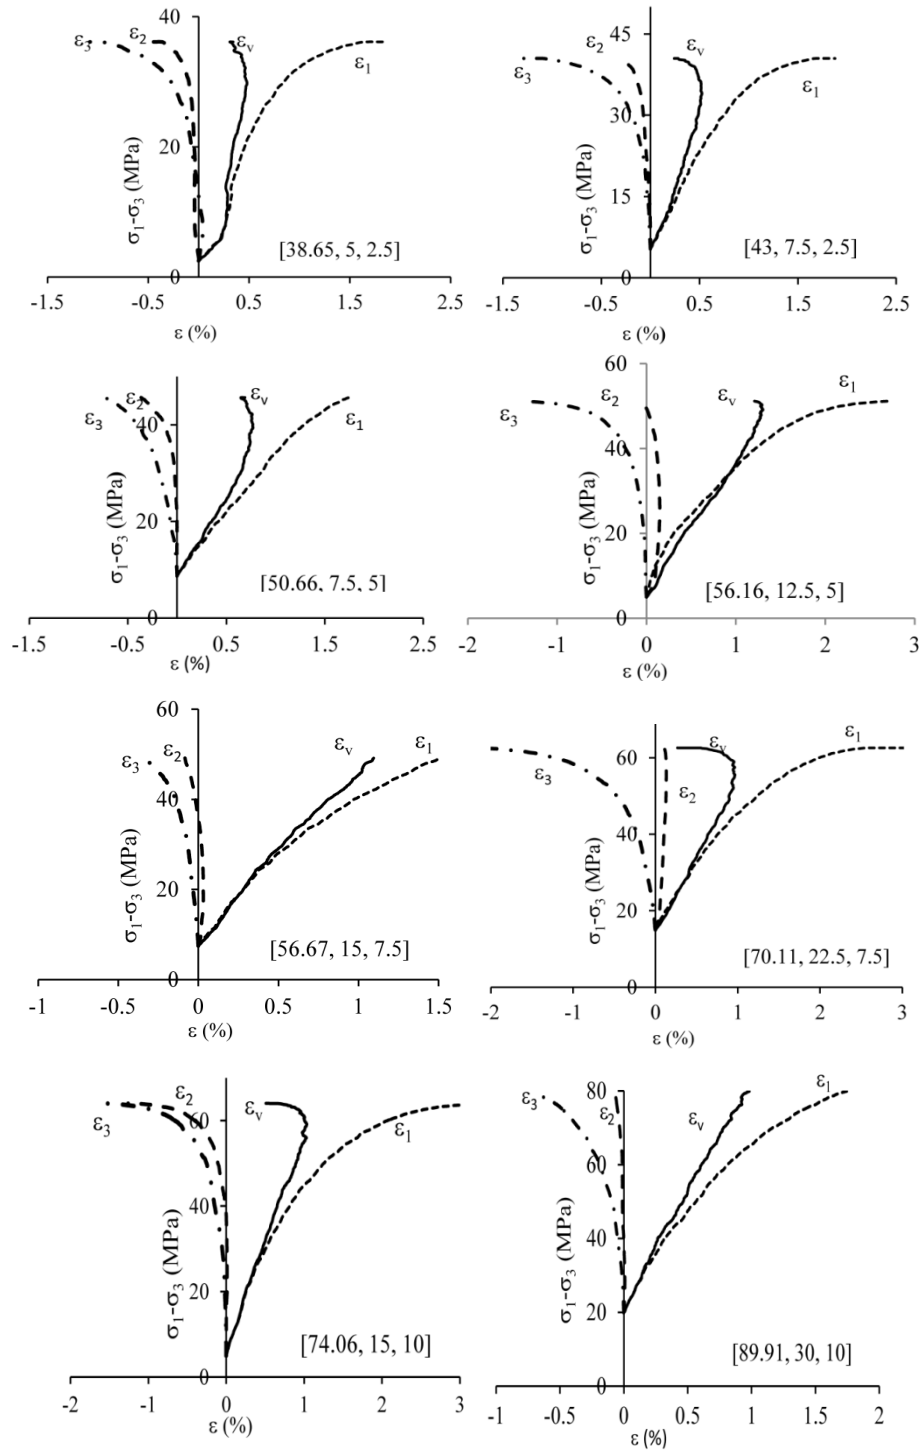 40
20
0
-1.5
-0.5
0.5
1.5
2.5
ε3
ε2
εv
ε1
σ1-σ3 (MPa)
[38.65, 5, 2.5]
ε (%)
45
30
15
0
-1.5
-0.5
0.5
1.5
2.5
ε3
ε2
εv
ε1
σ1-σ3 (MPa)
[43, 7.5, 2.5]
ε (%)
40
20
0
-1.5
-0.5
0.5
1.5
2.5
ε3
ε2
εv
ε1
σ1-σ3 (MPa)
[50.66, 7.5, 5]
ε (%)
60
40
20
0
-2
-1
0
1
2
3
ε3
ε2
εv
ε1
σ1-σ3 (MPa)
[56.16, 12.5, 5]
ε (%)
60
40
20
0
-1
-0.5
0
0.5
1
1.5
ε3
ε2
εv
ε1
σ1-σ3 (MPa)
[56.67, 15, 7.5]
ε (%)
60
40
20
0
-2
-1
0
1
2
3
ε3
ε2
εv
ε1
σ1-σ3 (MPa)
[70.11, 22.5, 7.5]
ε (%)
60
40
20
0
-2
-1
0
1
2
3
ε3
ε2
εv
ε1
σ1-σ3 (MPa)
[74.06, 15, 10]
ε (%)
80
60
40
20
0
-1
-0.5
0
0.5
1
1.5
2
ε3
ε2
εv
ε1
σ1-σ3 (MPa)
[89.91, 30, 10]
ε (%)